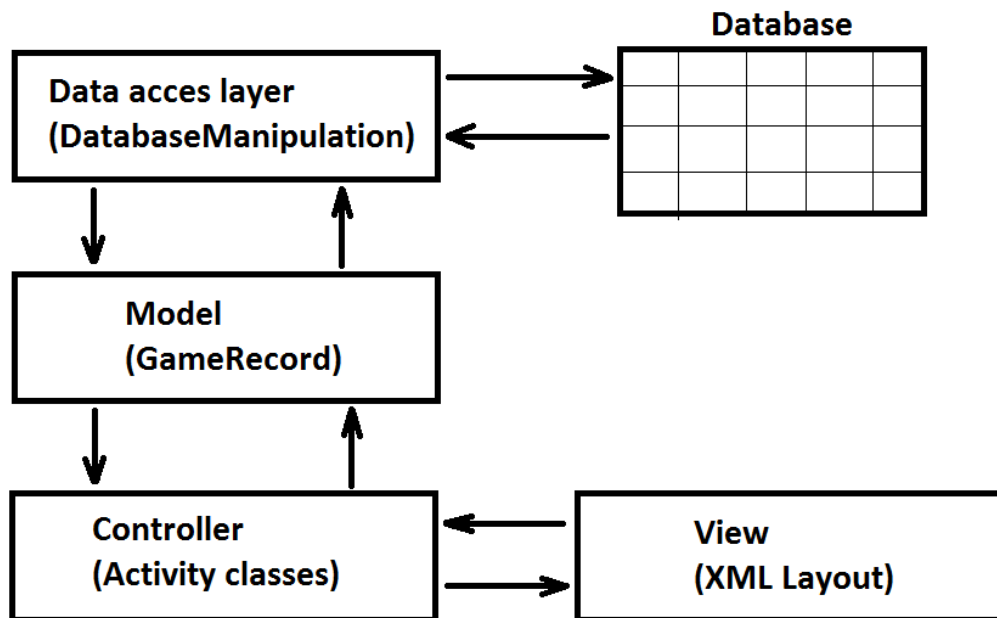 Database
Data acces layer
(DatabaseManipulation)
Model
(GameRecord)
Controller
(Activity classes)
View
(XML Layout)